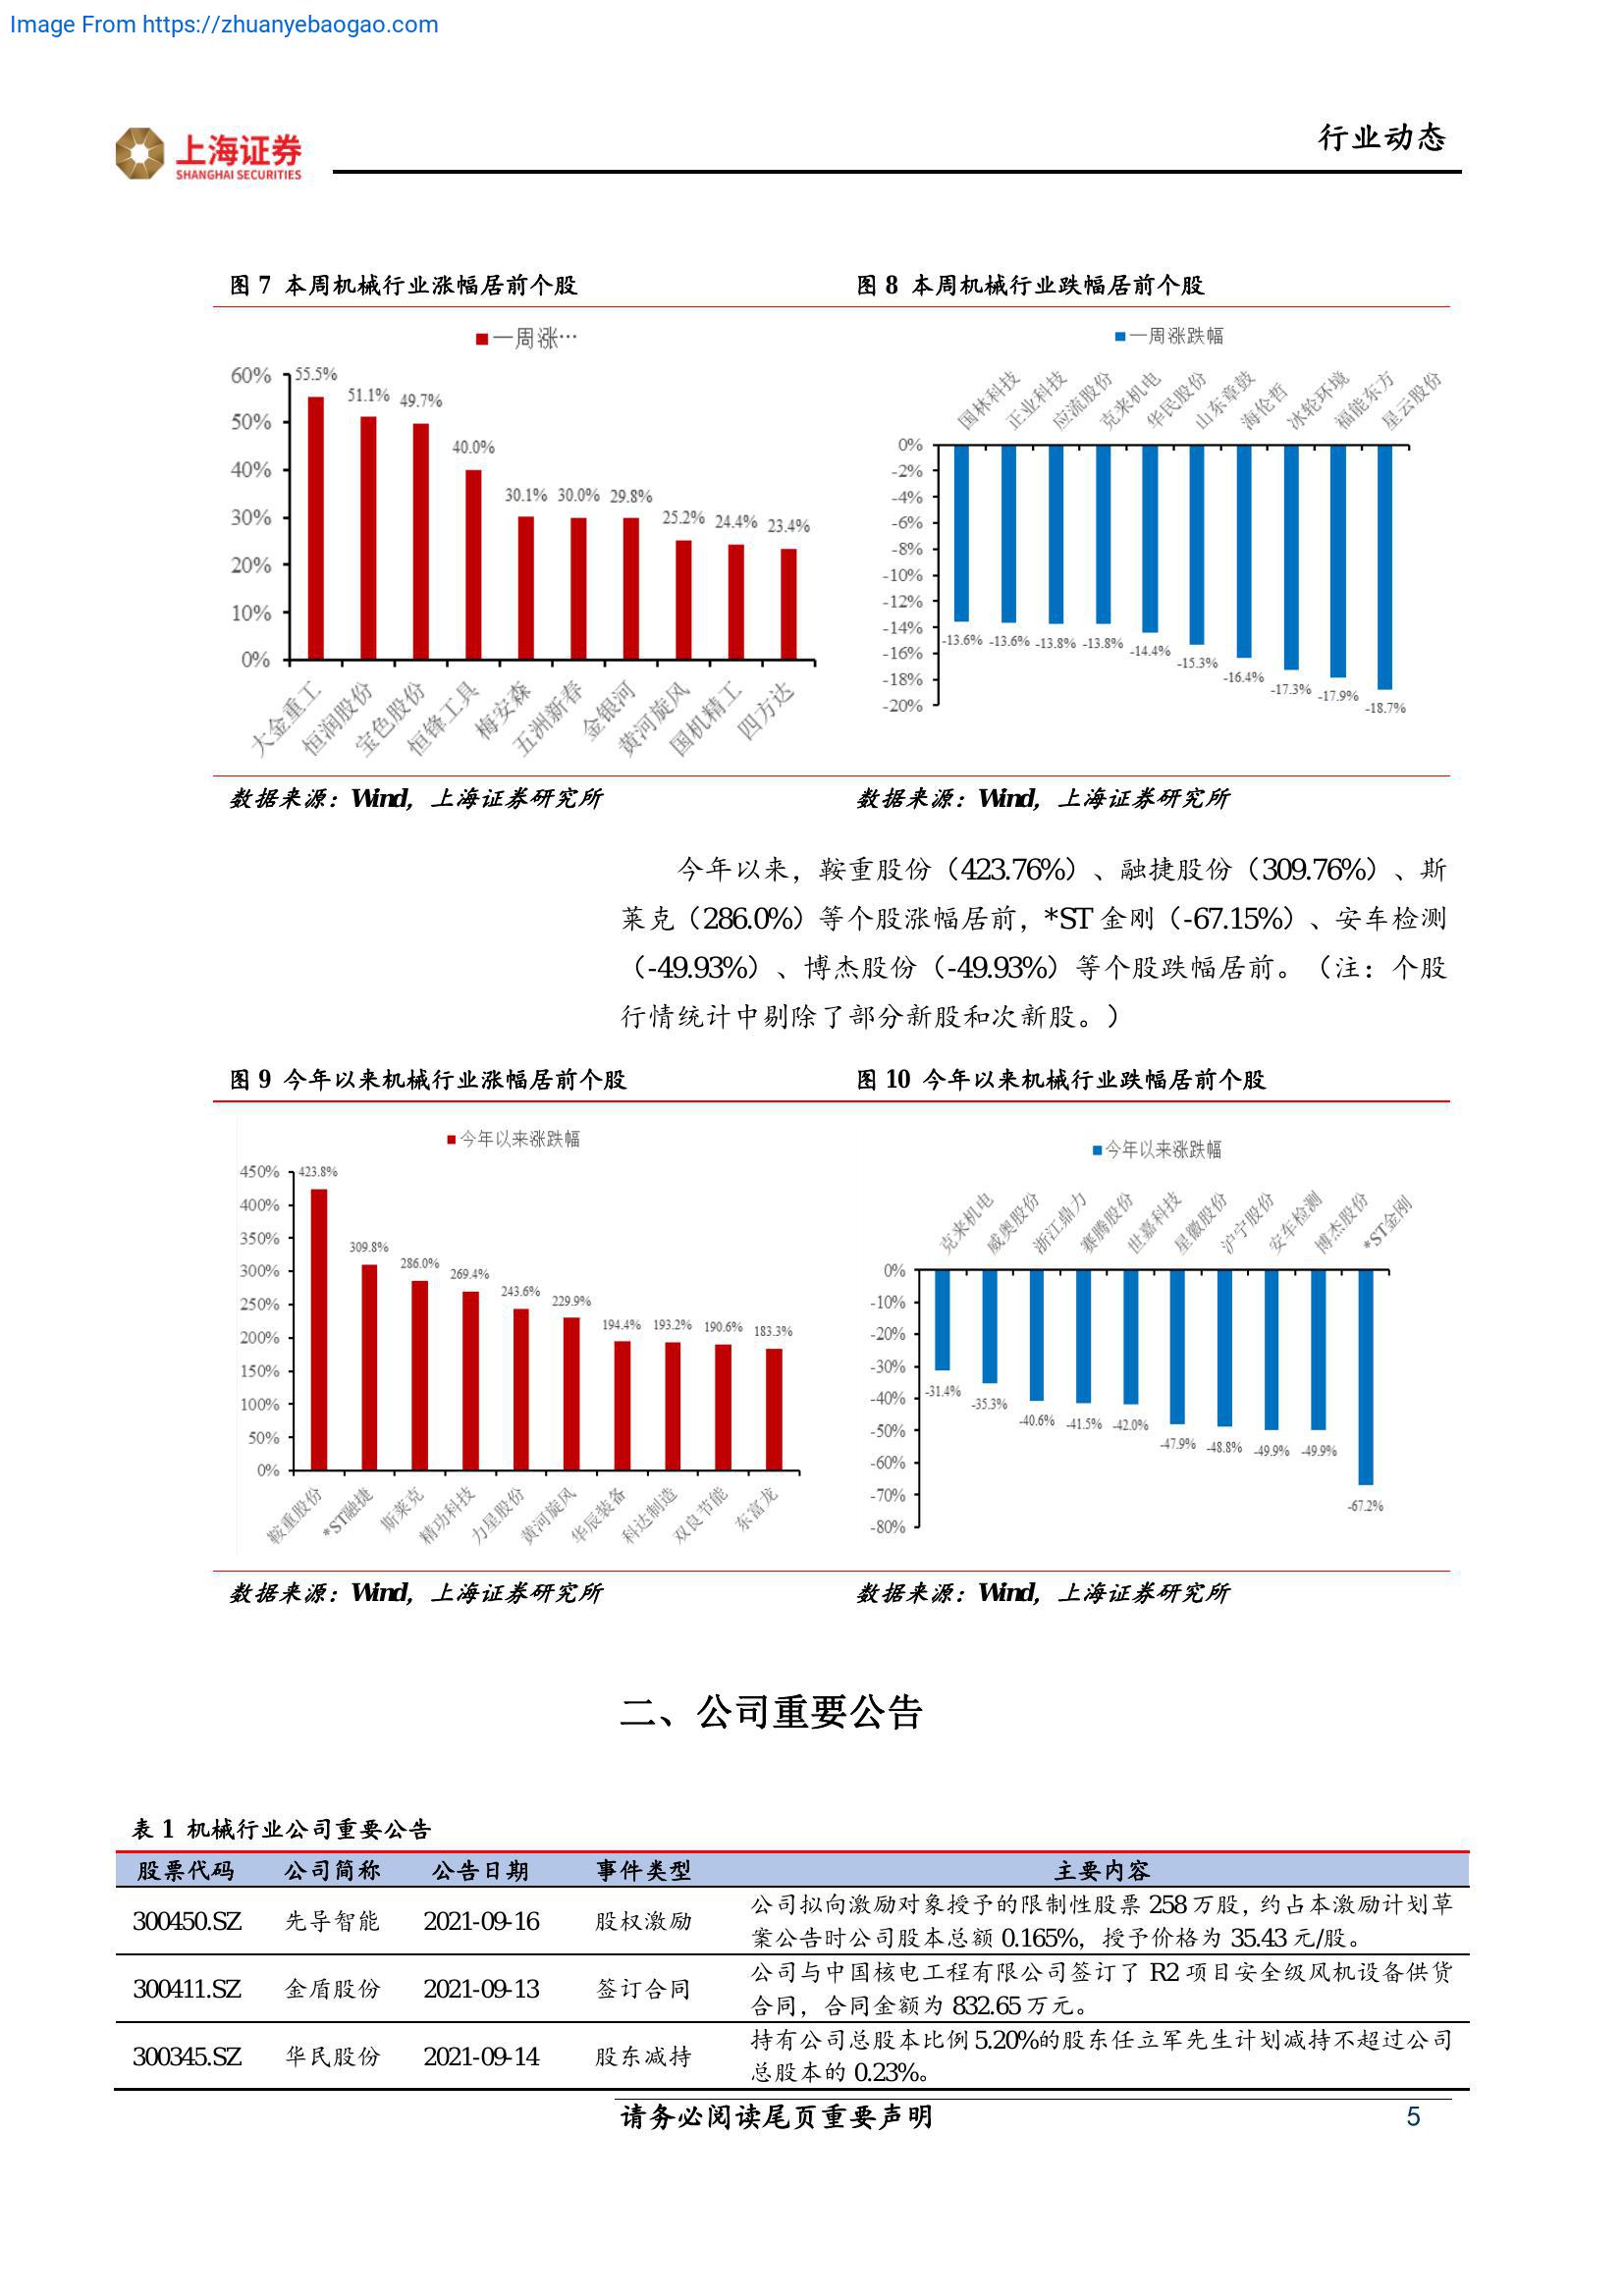 Image From https://zhuanyebaogao.com
上海证券
SHANGHAI SECURITIES
行业动态
图 7 本周机械行业涨幅居前个股
一周涨…
60%
50%
40%
30%
20%
10%
0%
55.5%
51.1%
49.7%
40.0%
30.1%
30.0%
29.8%
25.2%
24.4%
23.4%
大金重工
恒润股份
宝色股份
恒锋工具
梅安森
五洲新春
金银河
黄河旋风
国机精工
四方达
数据来源：Wind，上海证券研究所
图 8 本周机械行业跌幅居前个股
一周涨跌幅
国林科技
正业科技
应流股份
克来机电
华民股份
山东章鼓
海伦哲
冰轮环境
福能东方
星云股份
0%
-2%
-4%
-6%
-8%
-10%
-12%
-14%
-16%
-18%
-20%
-13.6%
-13.6%
-13.8%
-13.8%
-14.4%
-15.3%
-16.4%
-17.3%
-17.9%
-18.7%
数据来源：Wind，上海证券研究所
今年以来，鞍重股份（423.76%）、融捷股份（309.76%）、斯
莱克（286.0%）等个股涨幅居前，*ST 金刚（-67.15%）、安车检测
（-49.93%）、博杰股份（-49.93%）等个股跌幅居前。（注：个股
行情统计中剔除了部分新股和次新股。）
图 9 今年以来机械行业涨幅居前个股
今年以来涨跌幅
450%
400%
350%
300%
250%
200%
150%
100%
50%
0%
423.8%
309.8%
286.0%
269.4%
243.6%
229.9%
194.4%
193.2%
190.6%
183.3%
鞍重股份
*ST融捷
斯莱克
精功科技
力星股份
黄河旋风
华辰装备
科达制造
双良节能
东富龙
数据来源：Wind，上海证券研究所
图 10 今年以来机械行业跌幅居前个股
今年以来涨跌幅
克来机电
威奥股份
浙江鼎力
赛腾股份
世嘉科技
星徽股份
沪宁股份
安车检测
博杰股份
*ST金刚
0%
-10%
-20%
-30%
-40%
-50%
-60%
-70%
-80%
-31.4%
-35.3%
-40.6%
-41.5%
-42.0%
-47.9%
-48.8%
-49.9%
-49.9%
-67.2%
数据来源：Wind，上海证券研究所
二、公司重要公告
表 1 机械行业公司重要公告
股票代码 公司简称 公告日期 事件类型 主要内容
300450.SZ 先导智能 2021-09-16 股权激励 公司拟向激励对象授予的限制性股票 258 万股，约占本激励计划草
案公告时公司股本总额 0.165%，授予价格为 35.43 元/股。
300411.SZ 金盾股份 2021-09-13 签订合同 公司与中国核电工程有限公司签订了 R2 项目安全级风机设备供货
合同，合同金额为 832.65 万元。
300345.SZ 华民股份 2021-09-14 股东减持 持有公司总股本比例 5.20%的股东任立军先生计划减持不超过公司
总股本的 0.23%。
请务必阅读尾页重要声明
5